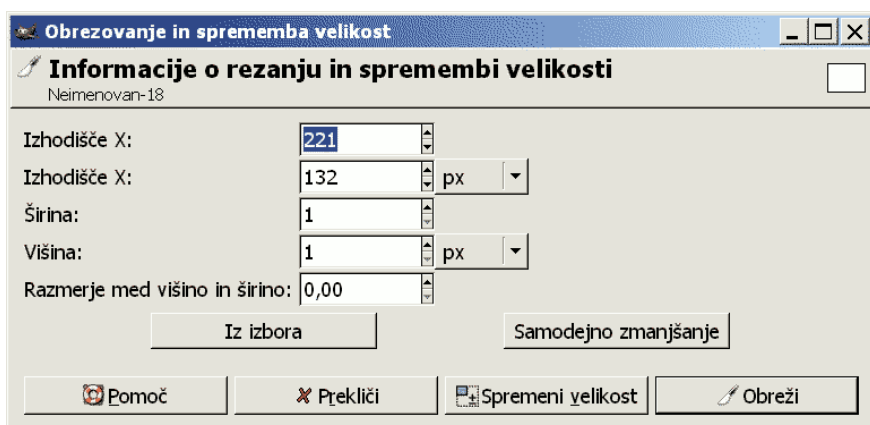 Obrezovanje in sprememba velikost
Informacije o rezanju in spremembi velikosti
Neimenovan-18
Izhodišče X: 221
Izhodišče X: 132 px
Širina: 1
Višina: 1 px
Razmerje med višino in širino: 0,00
Iz izbora Samodejno zmanjšanje
Pomoč Prekliči Spremeni velikost Obreži